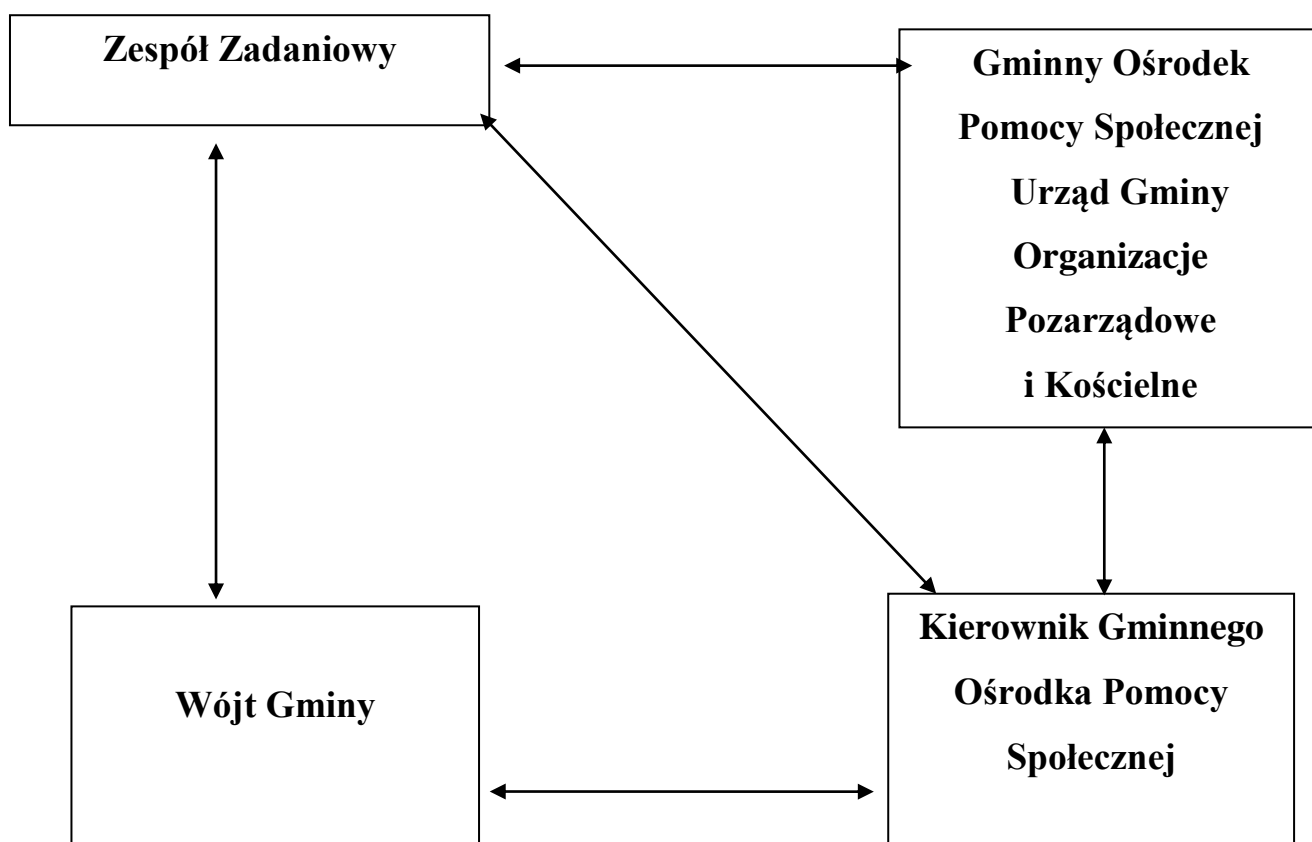 Zespół Zadaniowy
Gminny Ośrodek
Pomocy Społecznej
Urząd Gminy
Organizacje
Pozarządowe
i Kościelne
Wójt Gminy
Kierownik Gminnego
Ośrodka Pomocy
Społecznej